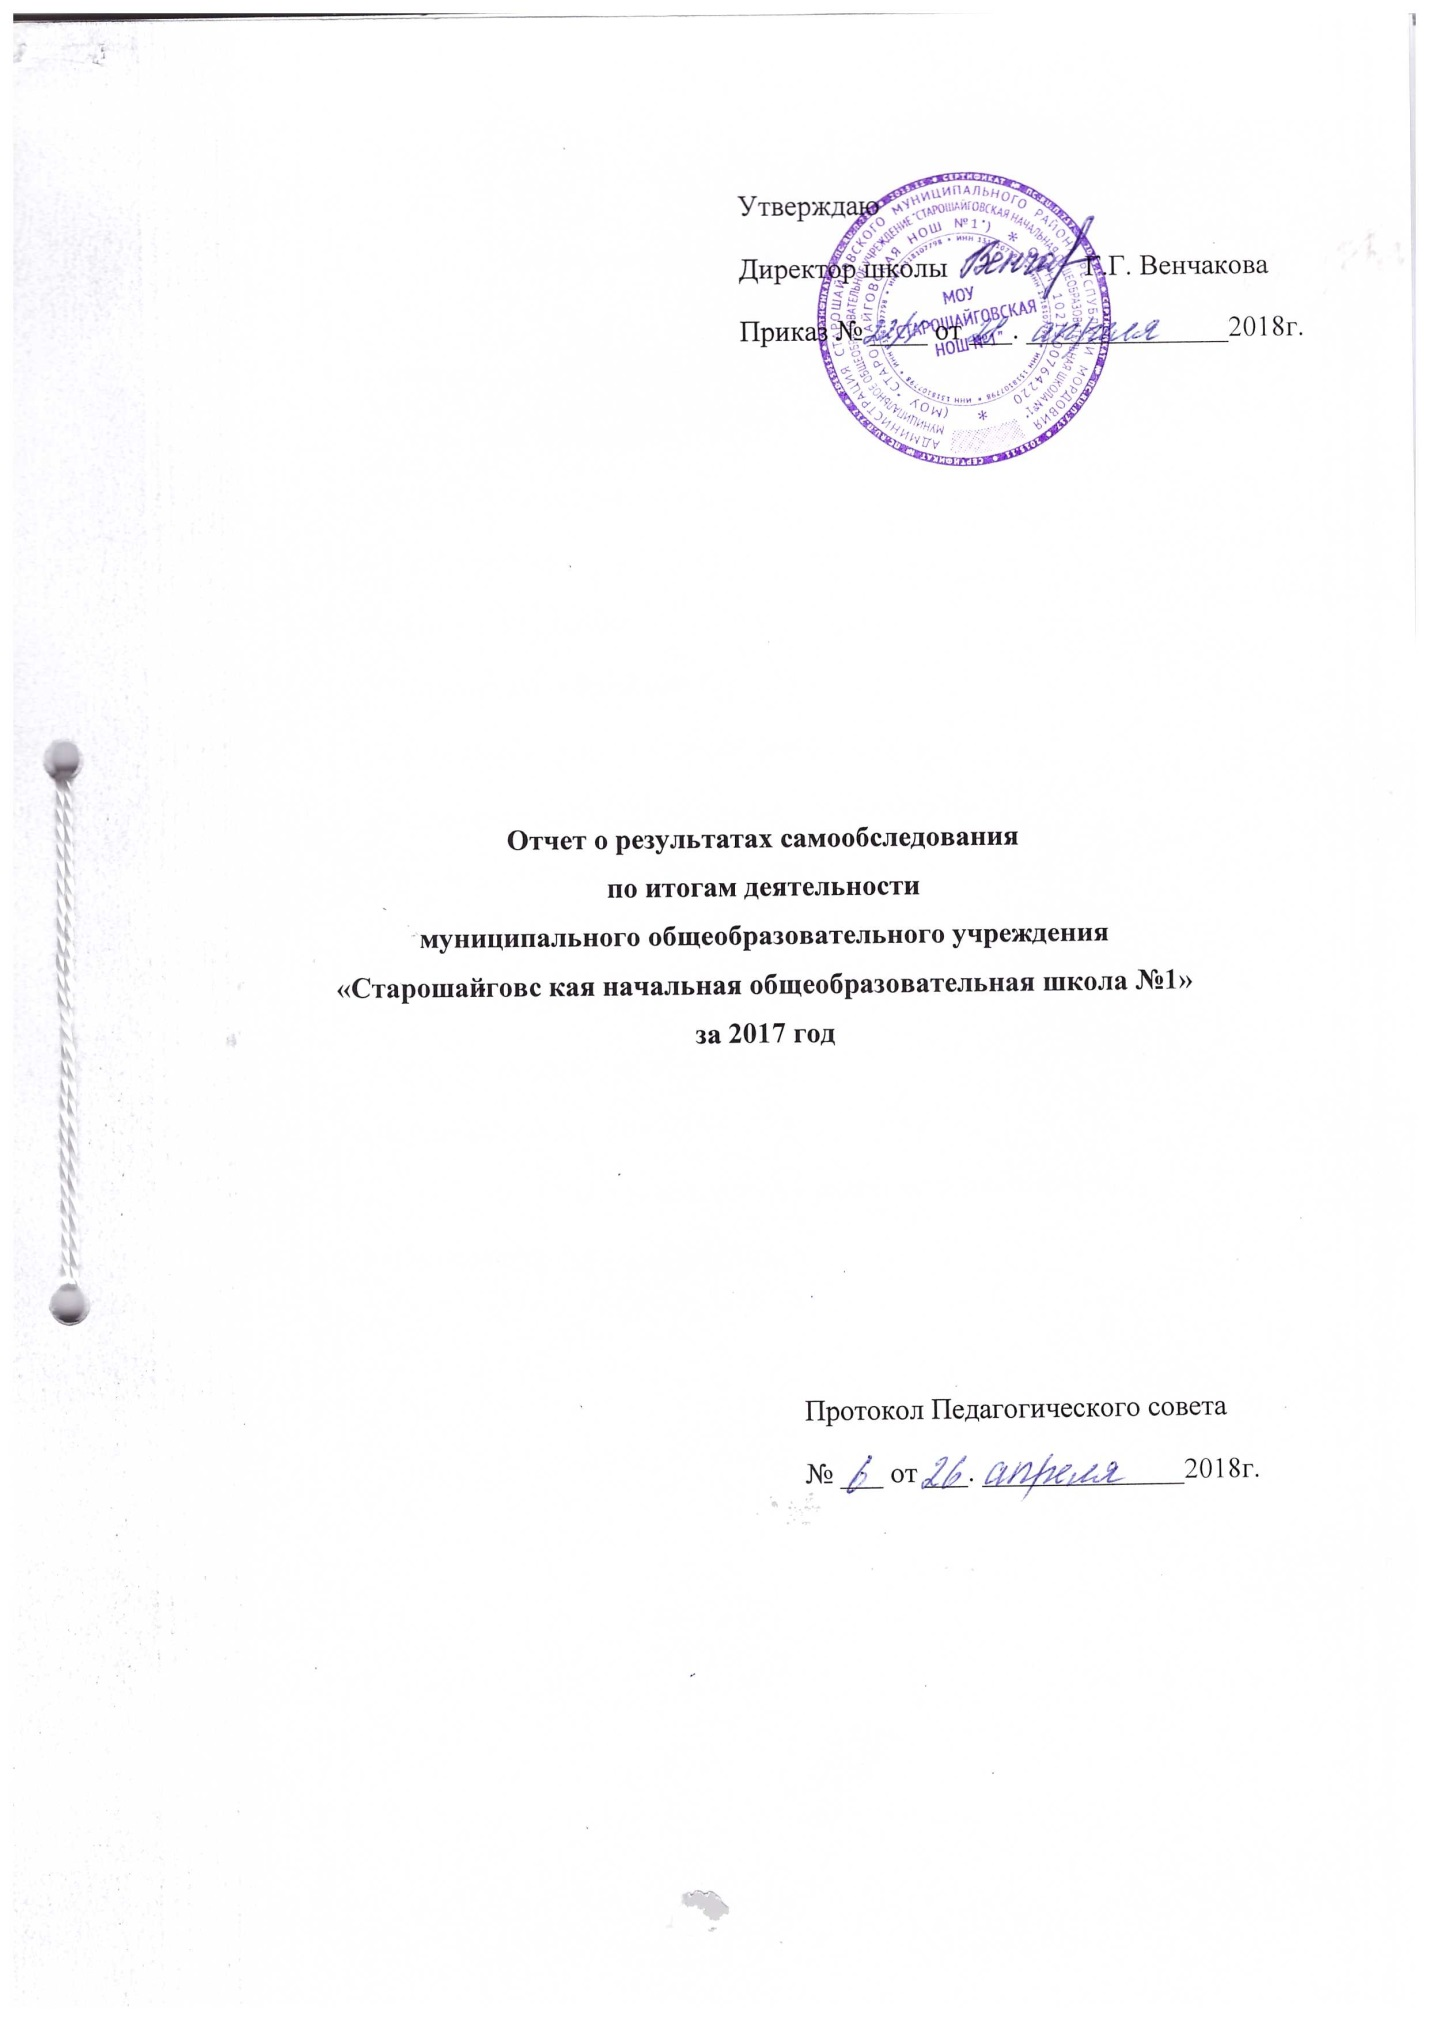 Утверждаю
Директор школы Г.Г. Венчакова
Приказ № от . апреля 2018г.
МОУ
"СТАРОШАЙГОВСКАЯ
НОШ №1"
Отчет о результатах самообследования
по итогам деятельности
муниципального общеобразовательного учреждения
«Старошайговс кая начальная общеобразовательная школа №1»
за 2017 год
Протокол Педагогического совета
№ 6 от 26. апреля 2018г.